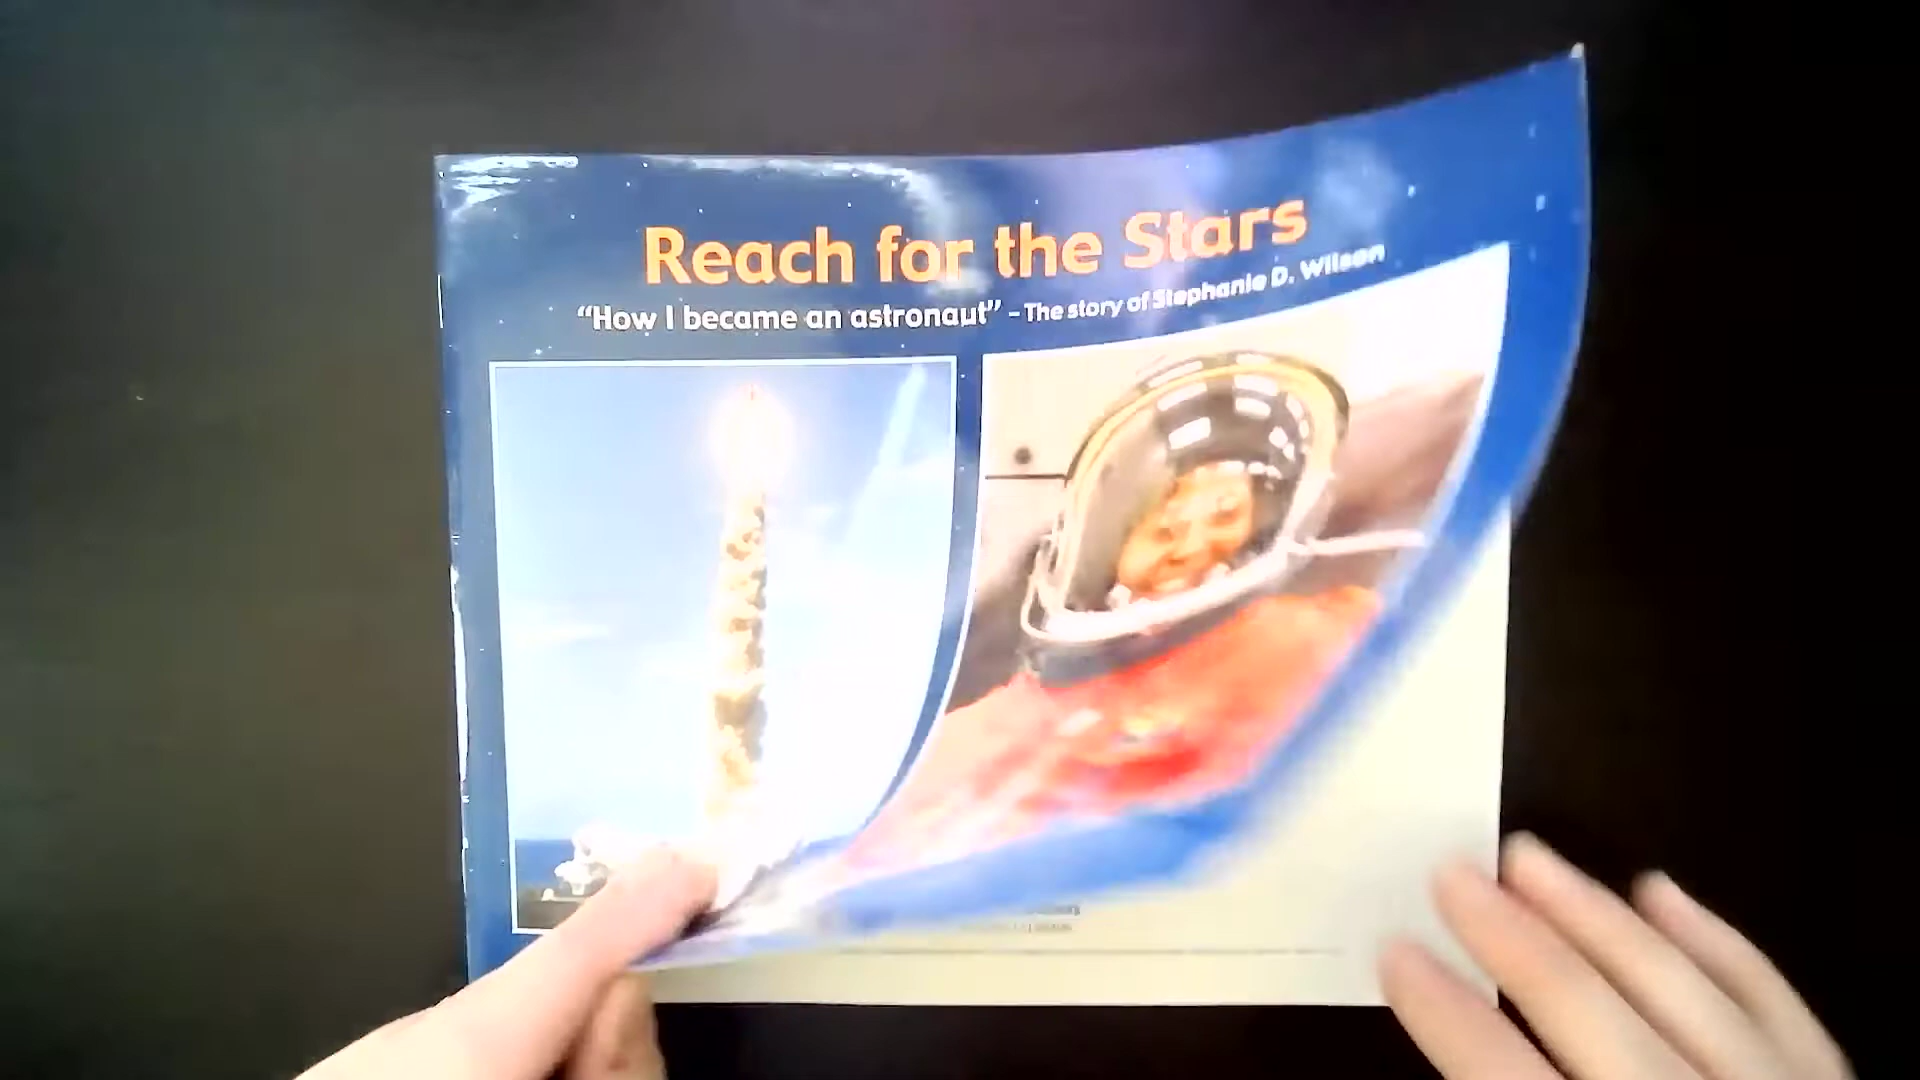 Reach for the Stars
“How I became an astronaut” – The story of Stephanie D. Wilson